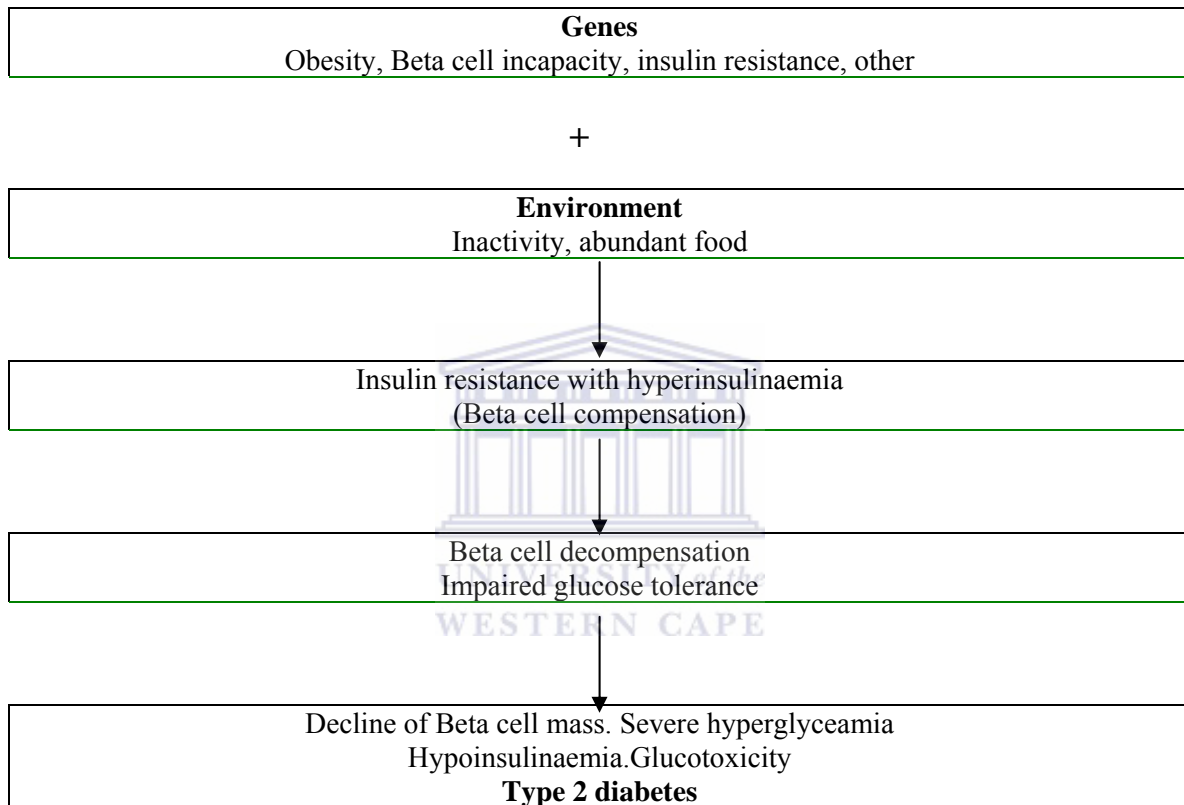 Genes
Obesity, Beta cell incapacity, insulin resistance, other
+
Environment
Inactivity, abundant food
Insulin resistance with hyperinsulinaemia
(Beta cell compensation)
Beta cell decompensation
Impaired glucose tolerance
UNIVERSITY of the
WESTERN CAPE
Decline of Beta cell mass. Severe hyperglyceamia
Hypoinsulinaemia.Glucotoxicity
Type 2 diabetes